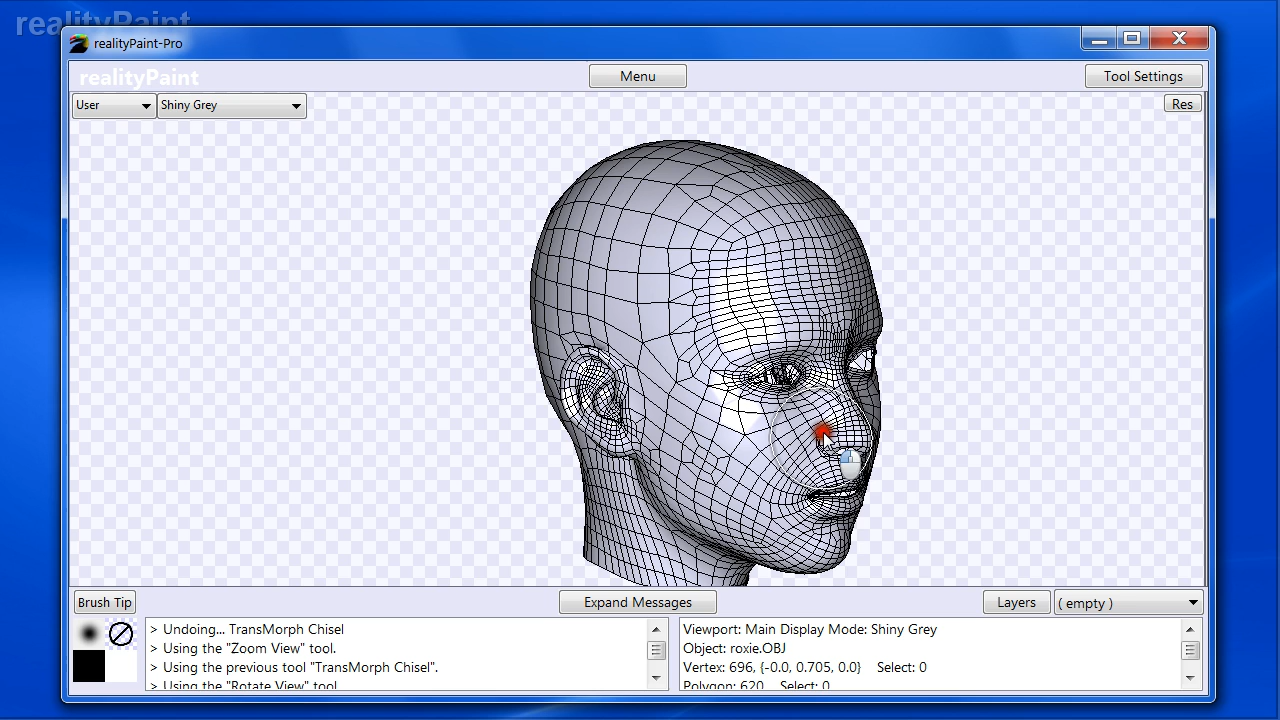 realityPaint
realityPaint-Pro
realityPaint
Menu
Tool Settings
User
Shiny Grey
Res
Brush Tip
Expand Messages
Layers
( empty )
> Undoing... TransMorph Chisel
> Using the "Zoom View" tool.
> Using the previous tool "TransMorph Chisel".
> Using the "Rotate View" tool
Viewport: Main Display Mode: Shiny Grey
Object: roxie.OBJ
Vertex: 696, {-0.0, 0.705, 0.0}    Select: 0
Polygon: 620    Select: 0